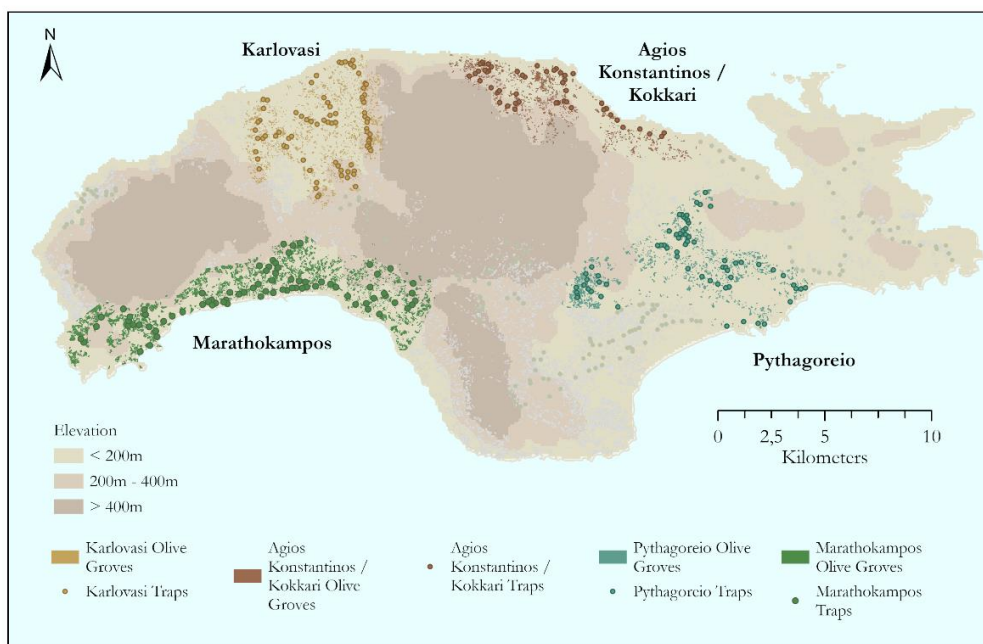 N
Karlovasi
Agios
Konstantinos /
Kokkari
Marathokampos
Pythagoreio
0 2,5 5 10
Kilometers
Elevation
< 200m
200m - 400m
> 400m
Karlovasi Olive
Groves
Karlovasi Traps
Agios
Konstantinos /
Kokkari Olive
Groves
Agios
Konstantinos /
Kokkari Traps
Pythagoreio Olive
Groves
Pythagoreio Traps
Marathokampos
Olive Groves
Marathokampos
Traps